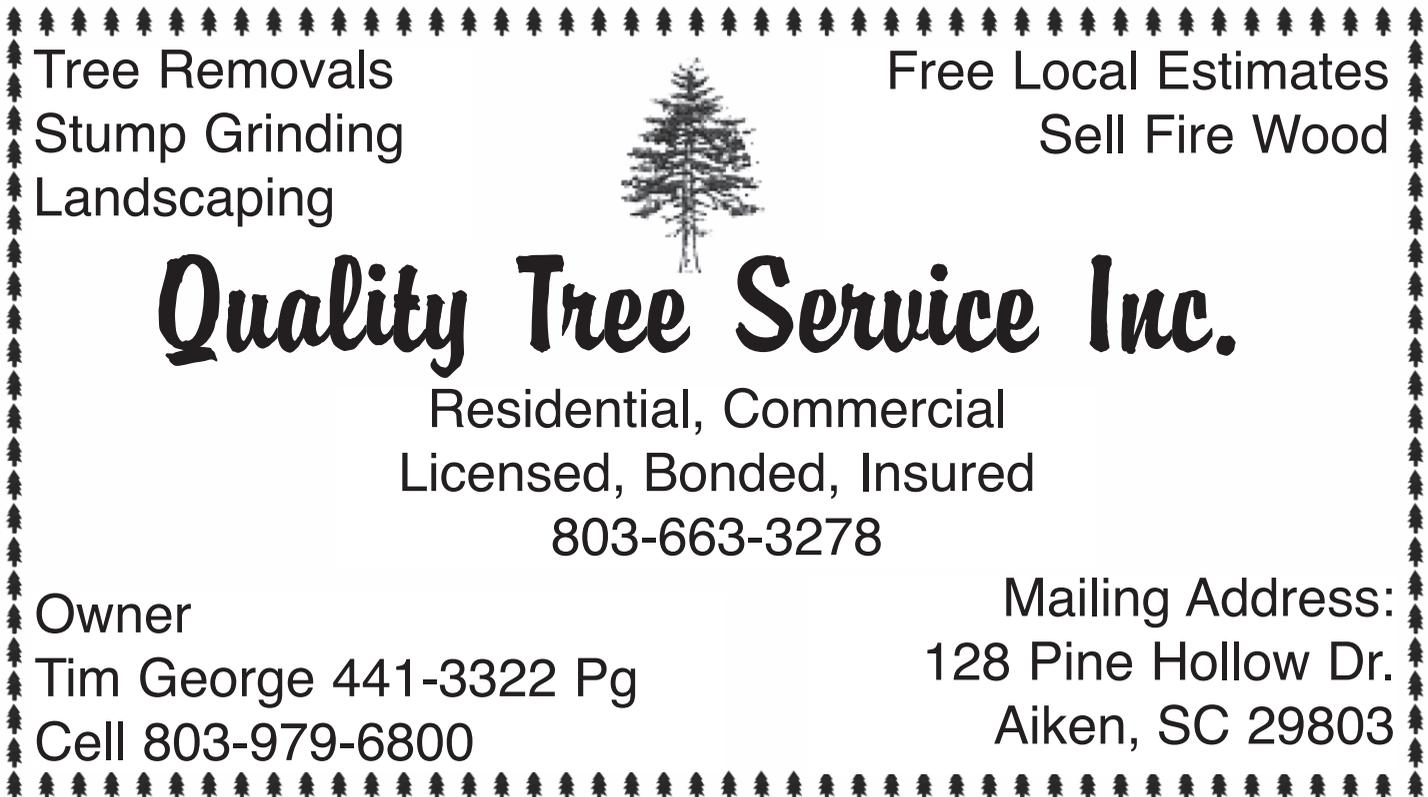 Tree Removals
Stump Grinding
Landscaping
Free Local Estimates
Sell Fire Wood
Quality Tree Service Inc.
Residential, Commercial
Licensed, Bonded, Insured
803-663-3278
Owner
Tim George 441-3322 Pg
Cell 803-979-6800
Mailing Address:
128 Pine Hollow Dr.
Aiken, SC 29803